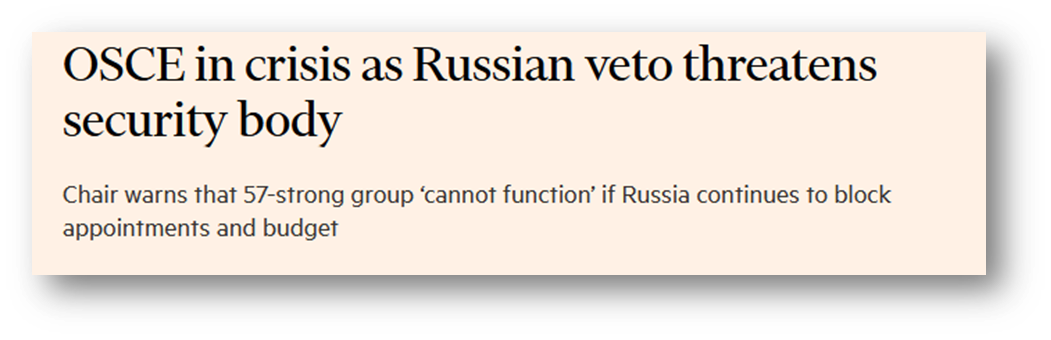 OSCE in crisis as Russian veto threatens
security body
Chair warns that 57-strong group ‘cannot function’ if Russia continues to block
appointments and budget